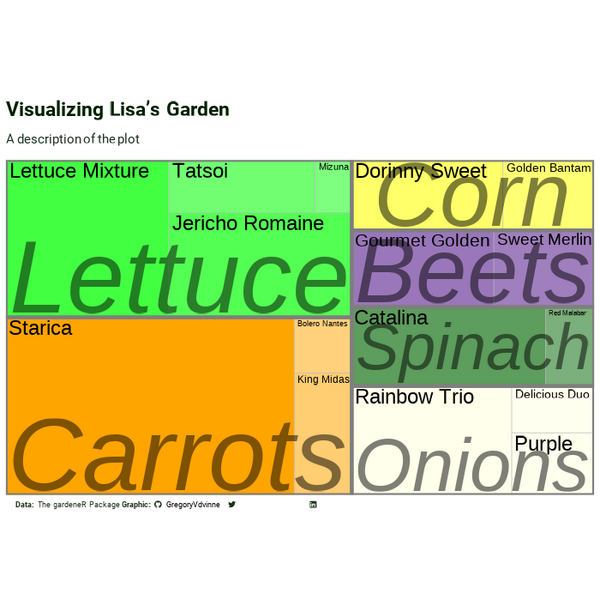 Visualizing Lisa's Garden
A description of the plot
Lettuce Mixture
Tatsoi
Mizuna
Jericho Romaine
Lettuce
Dorinny Sweet
Golden Bantam
Corn
Gourmet Golden
Sweet Merlin
Beets
Catalina
Red Malabar
Spinach
Starica
Bolero Nantes
King Midas
Carrots
Rainbow Trio
Delicious Duo
Purple
Onions
Data: The gardeneR Package Graphic: GregoryVdvinne